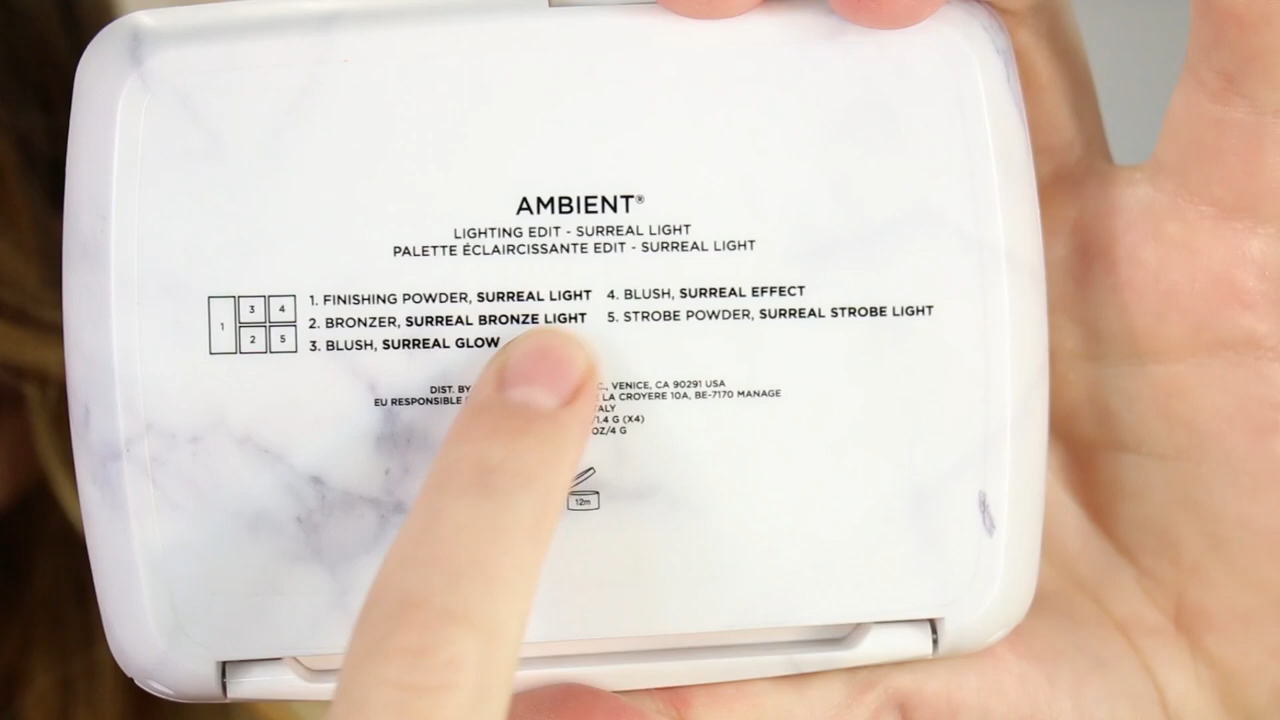 AMBIENT®
LIGHTING EDIT - SURREAL LIGHT
PALETTE ÉCLAIRCISSANTE EDIT - SURREAL LIGHT
3 4
1
2 5
1. FINISHING POWDER, SURREAL LIGHT
2. BRONZER, SURREAL BRONZE LIGHT
3. BLUSH, SURREAL GLOW
4. BLUSH, SURREAL EFFECT
5. STROBE POWDER, SURREAL STROBE LIGHT
DIST. BY C., VENICE, CA 90291 USA
EU RESPONSIBLE LA CROYERE 10A, BE-7170 MANAGE
TALY
/1.4 G (X4)
OZ/4 G
12m